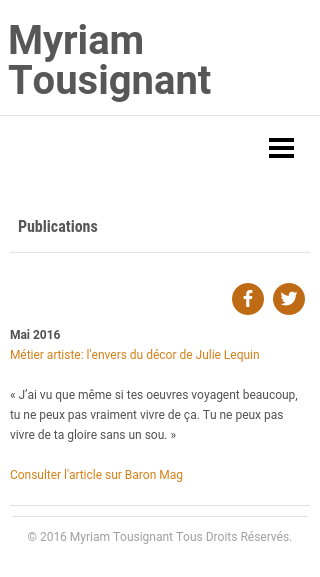 Myriam
Tousignant
Publications
Mai 2016
Métier artiste: l'envers du décor de Julie Lequin
« J'ai vu que même si tes oeuvres voyagent beaucoup,
tu ne peux pas vraiment vivre de ça. Tu ne peux pas
vivre de ta gloire sans un sou. »
Consulter l'article sur Baron Mag
© 2016 Myriam Tousignant Tous Droits Réservés.